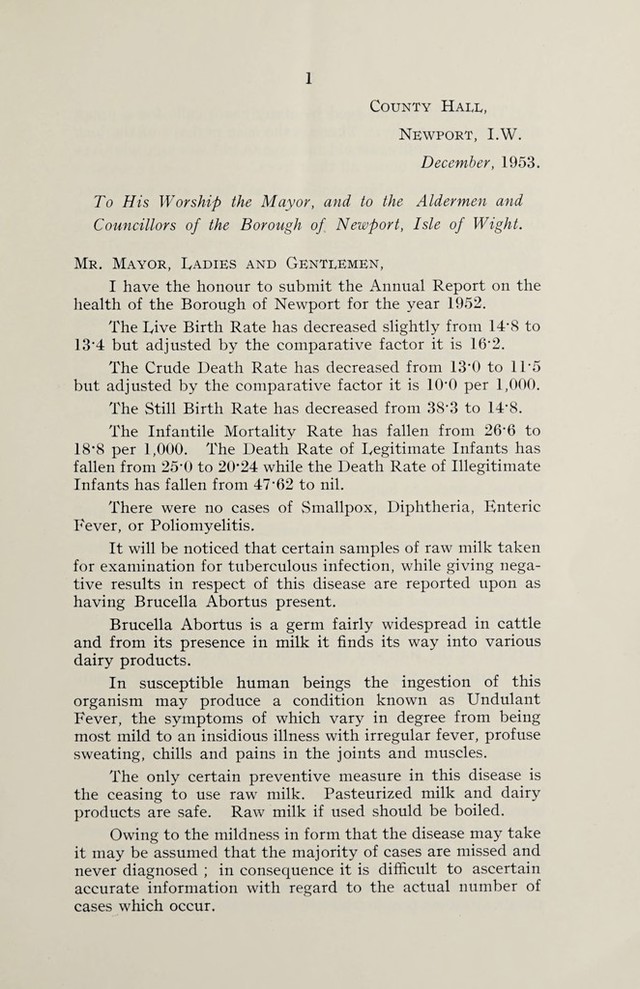 1
County Hall,
Newport, I.W.
December, 1953.
To His Worship the Mayor, and to the Aldermen and
Councillors of the Borough of Newport, Isle of Wight.
Mr. Mayor, Ladies and Gentlemen,
I have the honour to submit the Annual Report on the
health of the Borough of Newport for the year 1952.
The Live Birth Rate has decreased slightly from 14·8 to
13·4 but adjusted by the comparative factor it is 16·2.
The Crude Death Rate has decreased from 13·0 to 11·5
but adjusted by the comparative factor it is 10·0 per 1,000.
The Still Birth Rate has decreased from 38·3 to 14·8.
The Infantile Mortality Rate has fallen from 26·6 to
18·8 per 1,000. The Death Rate of Legitimate Infants has
fallen from 25·0 to 20·24 while the Death Rate of Illegitimate
Infants has fallen from 47·62 to nil.
There were no cases of Smallpox, Diphtheria, Enteric
Fever, or Poliomyelitis.
It will be noticed that certain samples of raw milk taken
for examination for tuberculous infection, while giving nega-
tive results in respect of this disease are reported upon as
having Brucella Abortus present.
Brucella Abortus is a germ fairly widespread in cattle
and from its presence in milk it finds its way into various
dairy products.
In susceptible human beings the ingestion of this
organism may produce a condition known as Undulant
Fever, the symptoms of which vary in degree from being
most mild to an insidious illness with irregular fever, profuse
sweating, chills and pains in the joints and muscles.
The only certain preventive measure in this disease is
the ceasing to use raw milk. Pasteurized milk and dairy
products are safe. Raw milk if used should be boiled.
Owing to the mildness in form that the disease may take
it may be assumed that the majority of cases are missed and
never diagnosed ; in consequence it is difficult to ascertain
accurate information with regard to the actual number of
cases which occur.